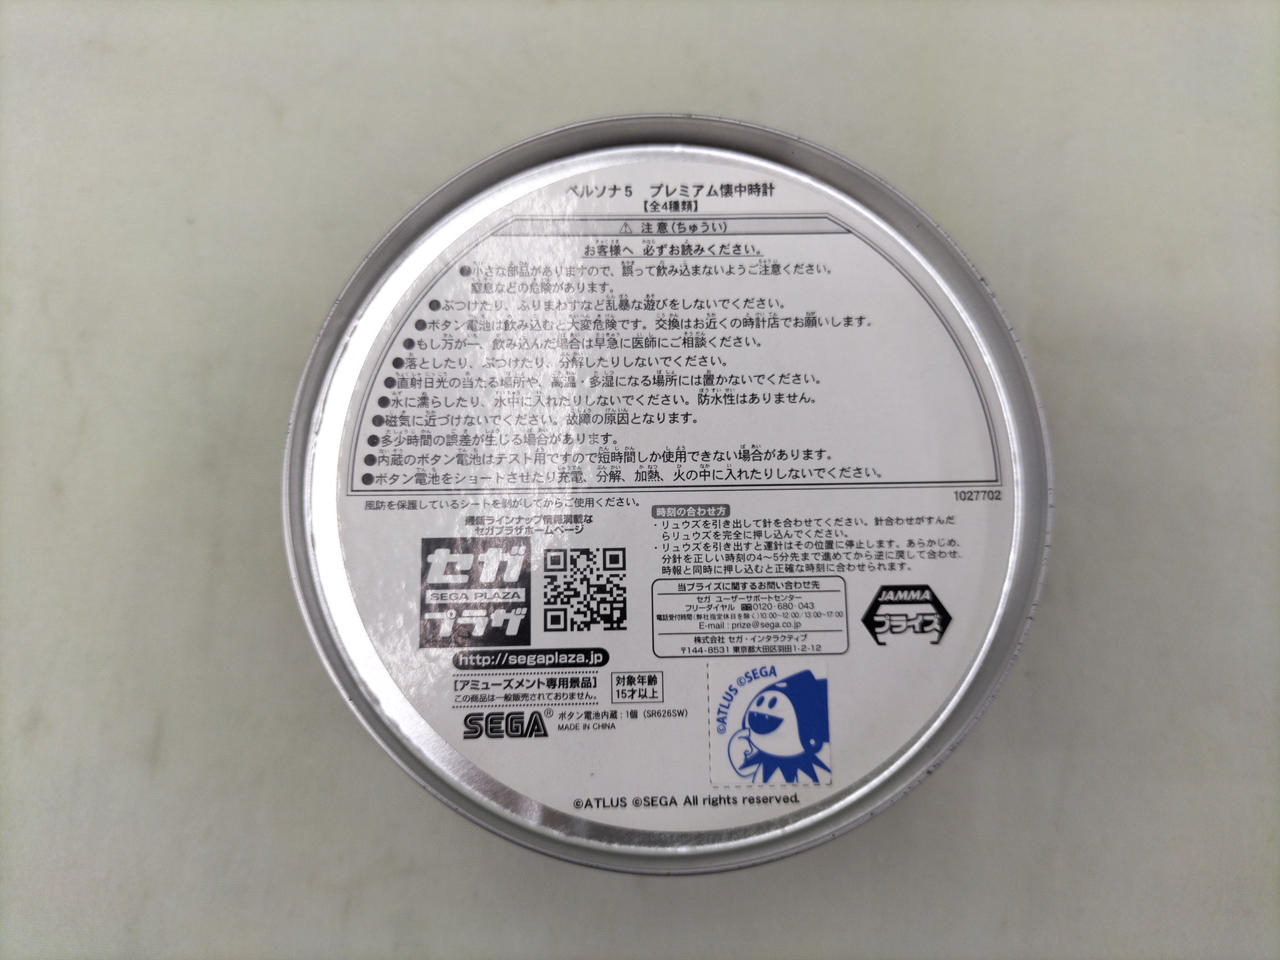 ペルソナ5 プレミアム懐中時計
【全4種類】
⚠ 注意(ちゅうい)
お客様へ 必ずお読みください。
●小さな部品がありますので、誤って飲み込まないようご注意ください。
窒息などの危険があります。
●ぶつけたり、ふりまわすなど乱暴な遊びをしないでください。
●ボタン電池は飲み込むと大変危険です。交換はお近くの時計店でお願いします。
●もし万が一、飲み込んだ場合は早急に医師にご相談ください。
●落としたり、ぶつけたり、分解したりしないでください。
●直射日光の当たる場所や、高温・多湿になる場所には置かないでください。
●水に濡らしたり、水中に入れたりしないでください。防水性はありません。
●磁気に近づけないでください。故障の原因となります。
●多少時間の誤差が生じる場合があります。
●内蔵のボタン電池はテスト用ですので短時間しか使用できない場合があります。
●ボタン電池をショートさせたり充電、分解、加熱、火の中に入れたりしないでください。
1027702
風防を保護しているシートを剥がしてからご使用ください。
最新ラインナップ情報満載な
セガプラザホームページ
セガ
SEGA PLAZA
プラザ
http://segaplaza.jp
【アミューズメント専用景品】
この商品は一般販売されておりません。
対象年齢
15才以上
SEGA®
ボタン電池内蔵:1個 (SR626SW)
MADE IN CHINA
時刻の合わせ方
・リュウズを引き出して針を合わせてください。針合わせがすんだ
らリュウズを完全に押し込んでください。
・リュウズを引き出すと運針はその位置に停止します。あらかじめ、
分針を正しい時刻の4〜5分先まで進めてから逆に戻して合わせ、
時報と同時に押し込むと正確な時刻に合わせられます。
当プライズに関するお問い合わせ先
セガ ユーザーサポートセンター
フリーダイヤル 0120-680-043
電話受付時間(弊社指定休日を除く)10:00~12:00/13:00~17:00
E-mail : prize@sega.co.jp
株式会社 セガ・インタラクティブ
〒144-8531 東京都大田区羽田1-2-12
JAMMA
プライズ
©ATLUS ©SEGA
©ATLUS ©SEGA All rights reserved.